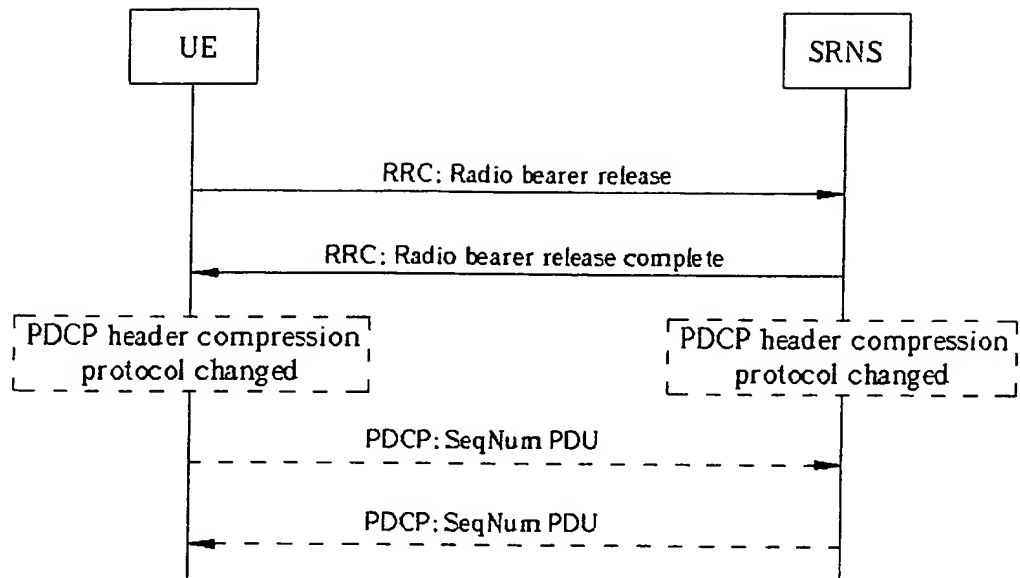 UE
SRNS
RRC: Radio bearer release
RRC: Radio bearer release complete
PDCP header compression
protocol changed
PDCP header compression
protocol changed
PDCP: SeqNum PDU
PDCP: SeqNum PDU